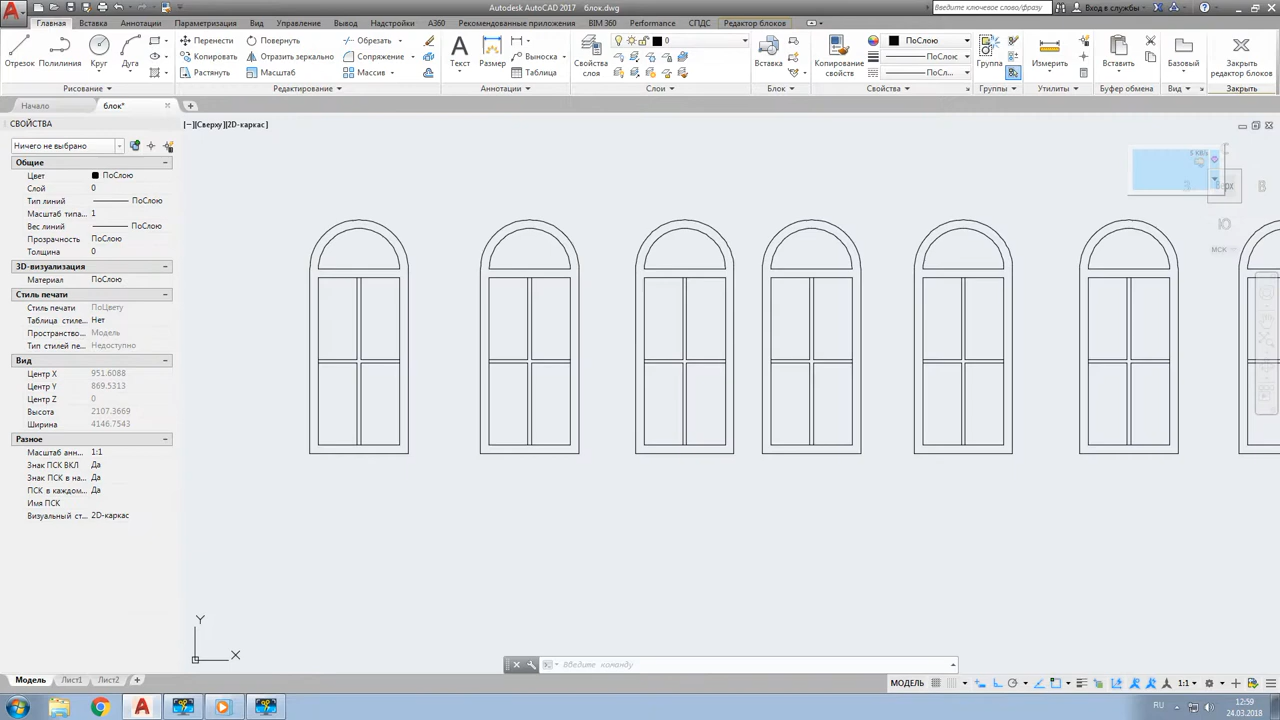 Autodesk AutoCAD 2017 блок.dwg
Введите ключевое слово/фразу
Вход в службы
Главная Вставка Аннотации Параметризация Вид Управление Вывод Надстройки A360 Рекомендованные приложения BIM 360 Performance СПДС Редактор блоков
Отрезок Полилиния Круг Дуга
Перенести Повернуть Обрезать
Копировать Отразить зеркально
Растянуть Масштаб Массив
Текст Размер Выноска
Таблица
Свойства слоя
0
Вставка
Копирование свойств
ПоСлою
ПоСлою
ПоСл...
Группа Измерить Вставить Базовый
Закрыть редактор блоков
Рисование Редактирование Аннотации Слои Блок Свойства Группы Утилиты Буфер обмена Вид Закрыть
Начало блок*
СВОЙСТВА
[−][Сверху][2D-каркас]
Ничего не выбрано
Общие
Цвет ПоСлою
Слой 0
Тип линий ПоСлою
Масштаб типа... 1
Вес линий ПоСлою
Прозрачность ПоСлою
Толщина 0
3D-визуализация
Материал ПоСлою
Стиль печати
Стиль печати ПоЦвету
Таблица стиле... Нет
Пространство... Модель
Тип стилей пе... Недоступно
Вид
Центр X 951.6088
Центр Y 869.5313
Центр Z 0
Высота 2107.3669
Ширина 4146.7543
Разное
Масштаб анн... 1:1
Знак ПСК ВКЛ Да
Знак ПСК в на... Да
ПСК в каждом... Да
Имя ПСК
Визуальный ст... 2D-каркас
З В
Ю
МСК
Y
X
Введите команду
Модель Лист1 Лист2
МОДЕЛЬ
1:1
RU
12:59
24.03.2018